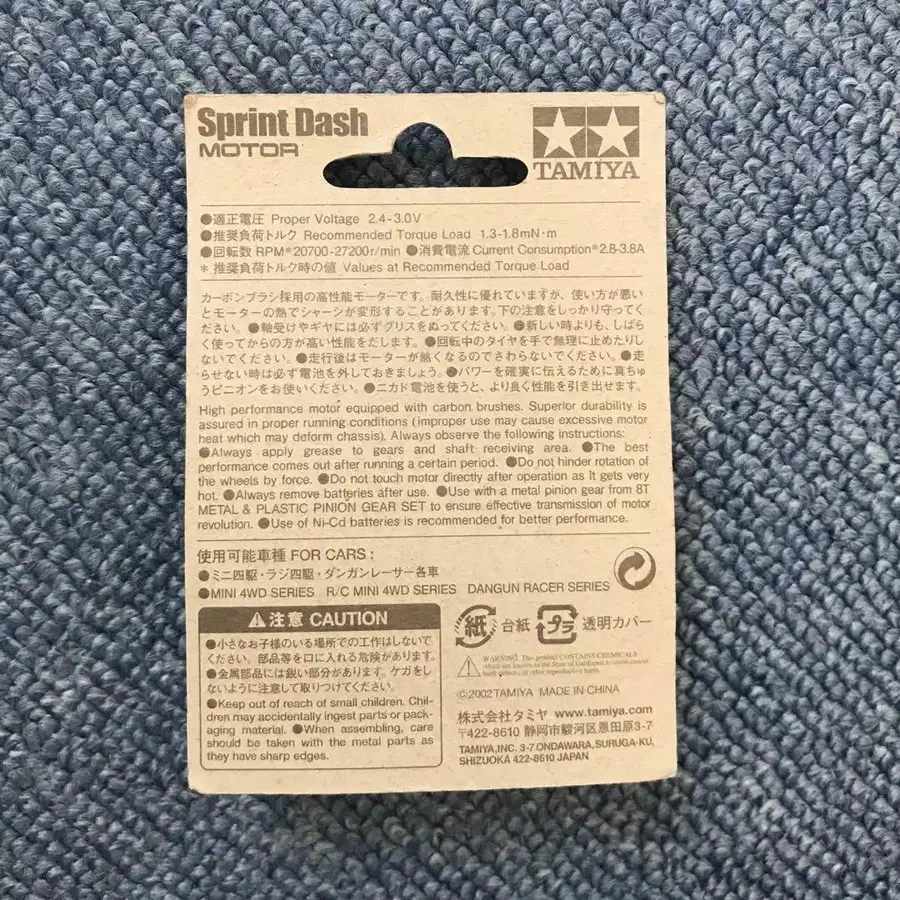 Sprint Dash
MOTOR
TAMIYA
●適正電圧 Proper Voltage 2.4-3.0V
●推奨負荷トルク Recommended Torque Load 1.3-1.8mN·m
●回転数 RPM*20700-27200r/min ●消費電流 Current Consumption*2.8-3.8A
* 推奨負荷トルク時の値 Values at Recommended Torque Load
カーボンブラシ採用の高性能モーターです。耐久性に優れていますが、使い方が悪い
とモーターの熱でシャーシが変形することがあります。下の注意をしっかり守ってく
ださい。●軸受けやギヤには必ずグリスをぬってください。●新しい時よりも、しばら
く使ってからの方が高い性能をだします。●回転中のタイヤを手で無理に止めたりし
ないでください。●走行後はモーターが熱くなるのでさわらないでください。●走
らせない時は必ず電池を外しておきましょう。●パワーを確実に伝えるために真ちゅ
うピニオンをお使いください。●ニカド電池を使うと、より良く性能を引き出せます。
High performance motor equipped with carbon brushes. Superior durability is
assured in proper running conditions (improper use may cause excessive motor
heat which may deform chassis). Always observe the following instructions:
●Always apply grease to gears and shaft receiving area. ●The best
performance comes out after running a certain period. ●Do not hinder rotation of
the wheels by force. ●Do not touch motor directly after operation as it gets very
hot. ●Always remove batteries after use. ●Use with a metal pinion gear from 8T
METAL & PLASTIC PINION GEAR SET to ensure effective transmission of motor
revolution. ●Use of Ni-Cd batteries is recommended for better performance.
使用可能車種 FOR CARS :
●ミニ四駆・ラジ四駆・ダンガンレーサー各車
●MINI 4WD SERIES R/C MINI 4WD SERIES DANGUN RACER SERIES
注意 CAUTION
●小さなお子様のいる場所での工作はしないで
ください。部品等を口に入れる危険があります。
●金属部品には鋭い部分があります。ケガをし
ないように注意して取りつけてください。
●Keep out of reach of small children. Chil-
dren may accidentally ingest parts or pack-
aging material. ●When assembling, care
should be taken with the metal parts as
they have sharp edges.
紙 台紙 プラ 透明カバー
WARNING: This product CONTAINS CHEMICALS
which are known to the State of California to cause cancer,
birth defects, or other reproductive harm.
©2002 TAMIYA MADE IN CHINA
株式会社タミヤ www.tamiya.com
〒422-8610 静岡市駿河区恩田原3-7
TAMIYA,INC. 3-7 ONDAWARA, SURUGA-KU,
SHIZUOKA 422-8610 JAPAN